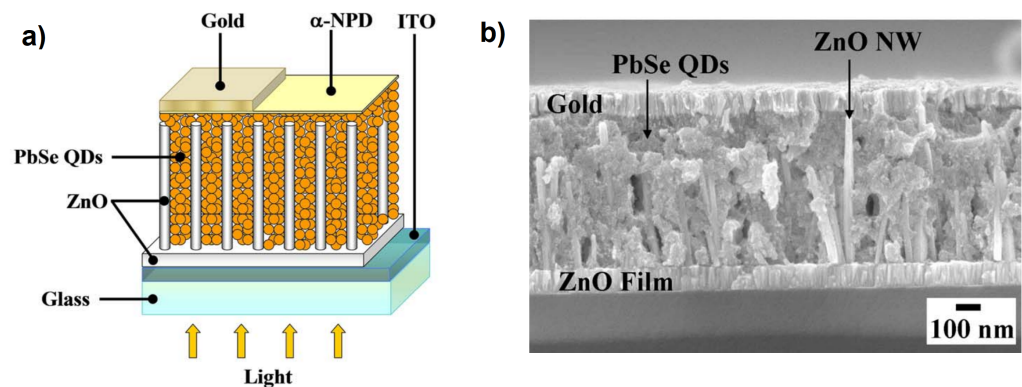 a)
Gold
α-NPD
ITO
PbSe QDs
ZnO
Glass
Light
b)
ZnO NW
PbSe QDs
Gold
ZnO Film
100 nm